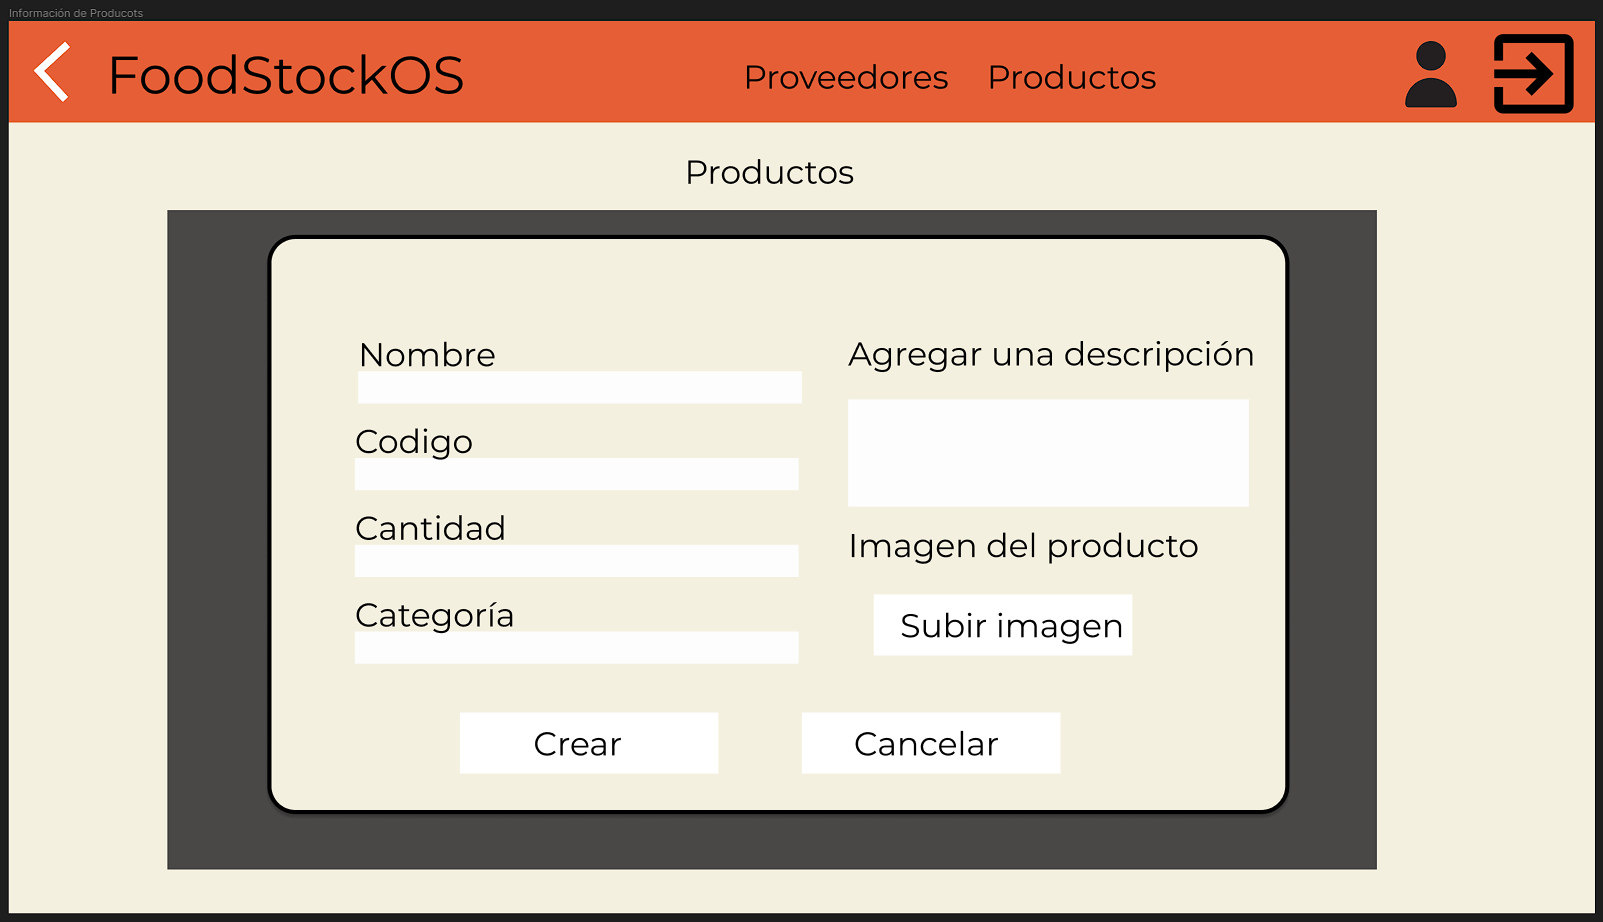 Información de Producots
FoodStockOS
Proveedores Productos
Productos
Nombre
Codigo
Cantidad
Categoría
Agregar una descripción
Imagen del producto
Subir imagen
Crear
Cancelar